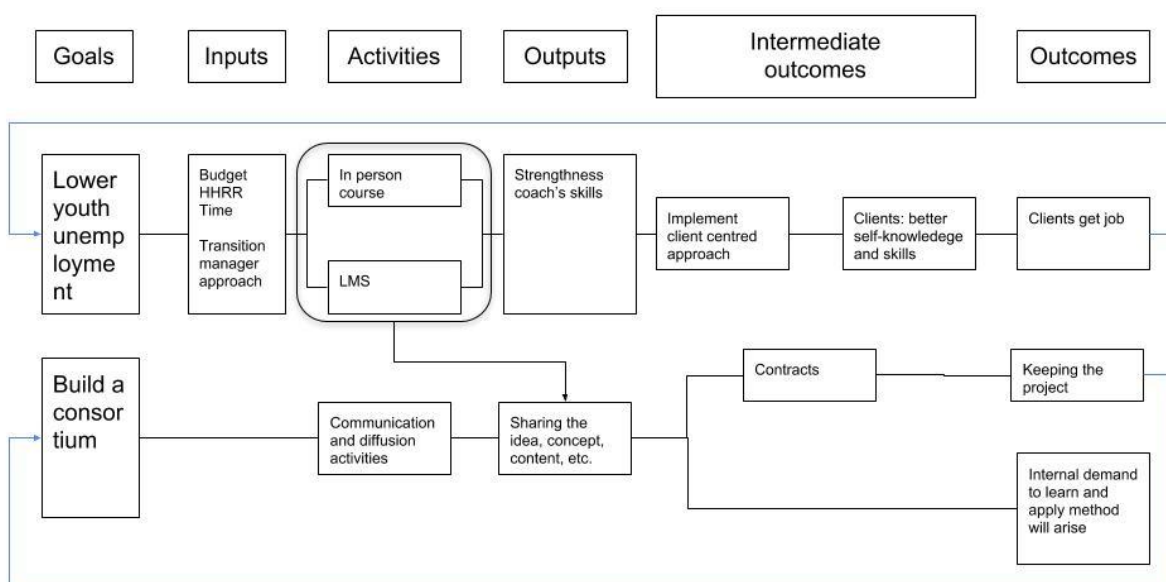 Goals
Inputs
Activities
Outputs
Intermediate
outcomes
Outcomes
Lower
youth
unemp
loyme
nt
Budget
HHRR
Time
Transition
manager
approach
In person
course
LMS
Strengthness
coach's skills
Implement
client centred
approach
Clients: better
self-knowledege
and skills
Clients get job
Build a
consor
tium
Communication
and diffusion
activities
Sharing the
idea, concept,
content, etc.
Contracts
Keeping the
project
Internal demand
to learn and
apply method
will arise